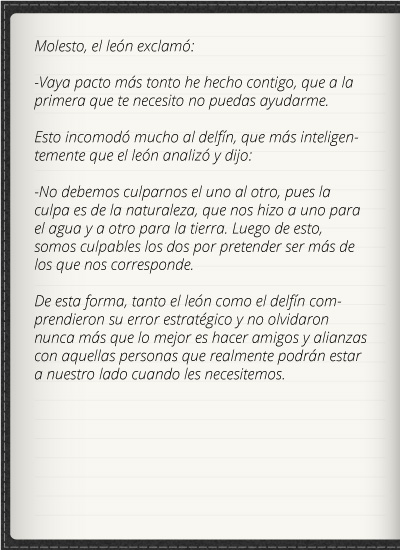 Molesto, el león exclamó:
-Vaya pacto más tonto he hecho contigo, que a la
primera que te necesito no puedas ayudarme.
Esto incomodó mucho al delfín, que más inteligen-
temente que el león analizó y dijo:
-No debemos culparnos el uno al otro, pues la
culpa es de la naturaleza, que nos hizo a uno para
el agua y a otro para la tierra. Luego de esto,
somos culpables los dos por pretender ser más de
los que nos corresponde.
De esta forma, tanto el león como el delfín com-
prendieron su error estratégico y no olvidaron
nunca más que lo mejor es hacer amigos y alianzas
con aquellas personas que realmente podrán estar
a nuestro lado cuando les necesitemos.